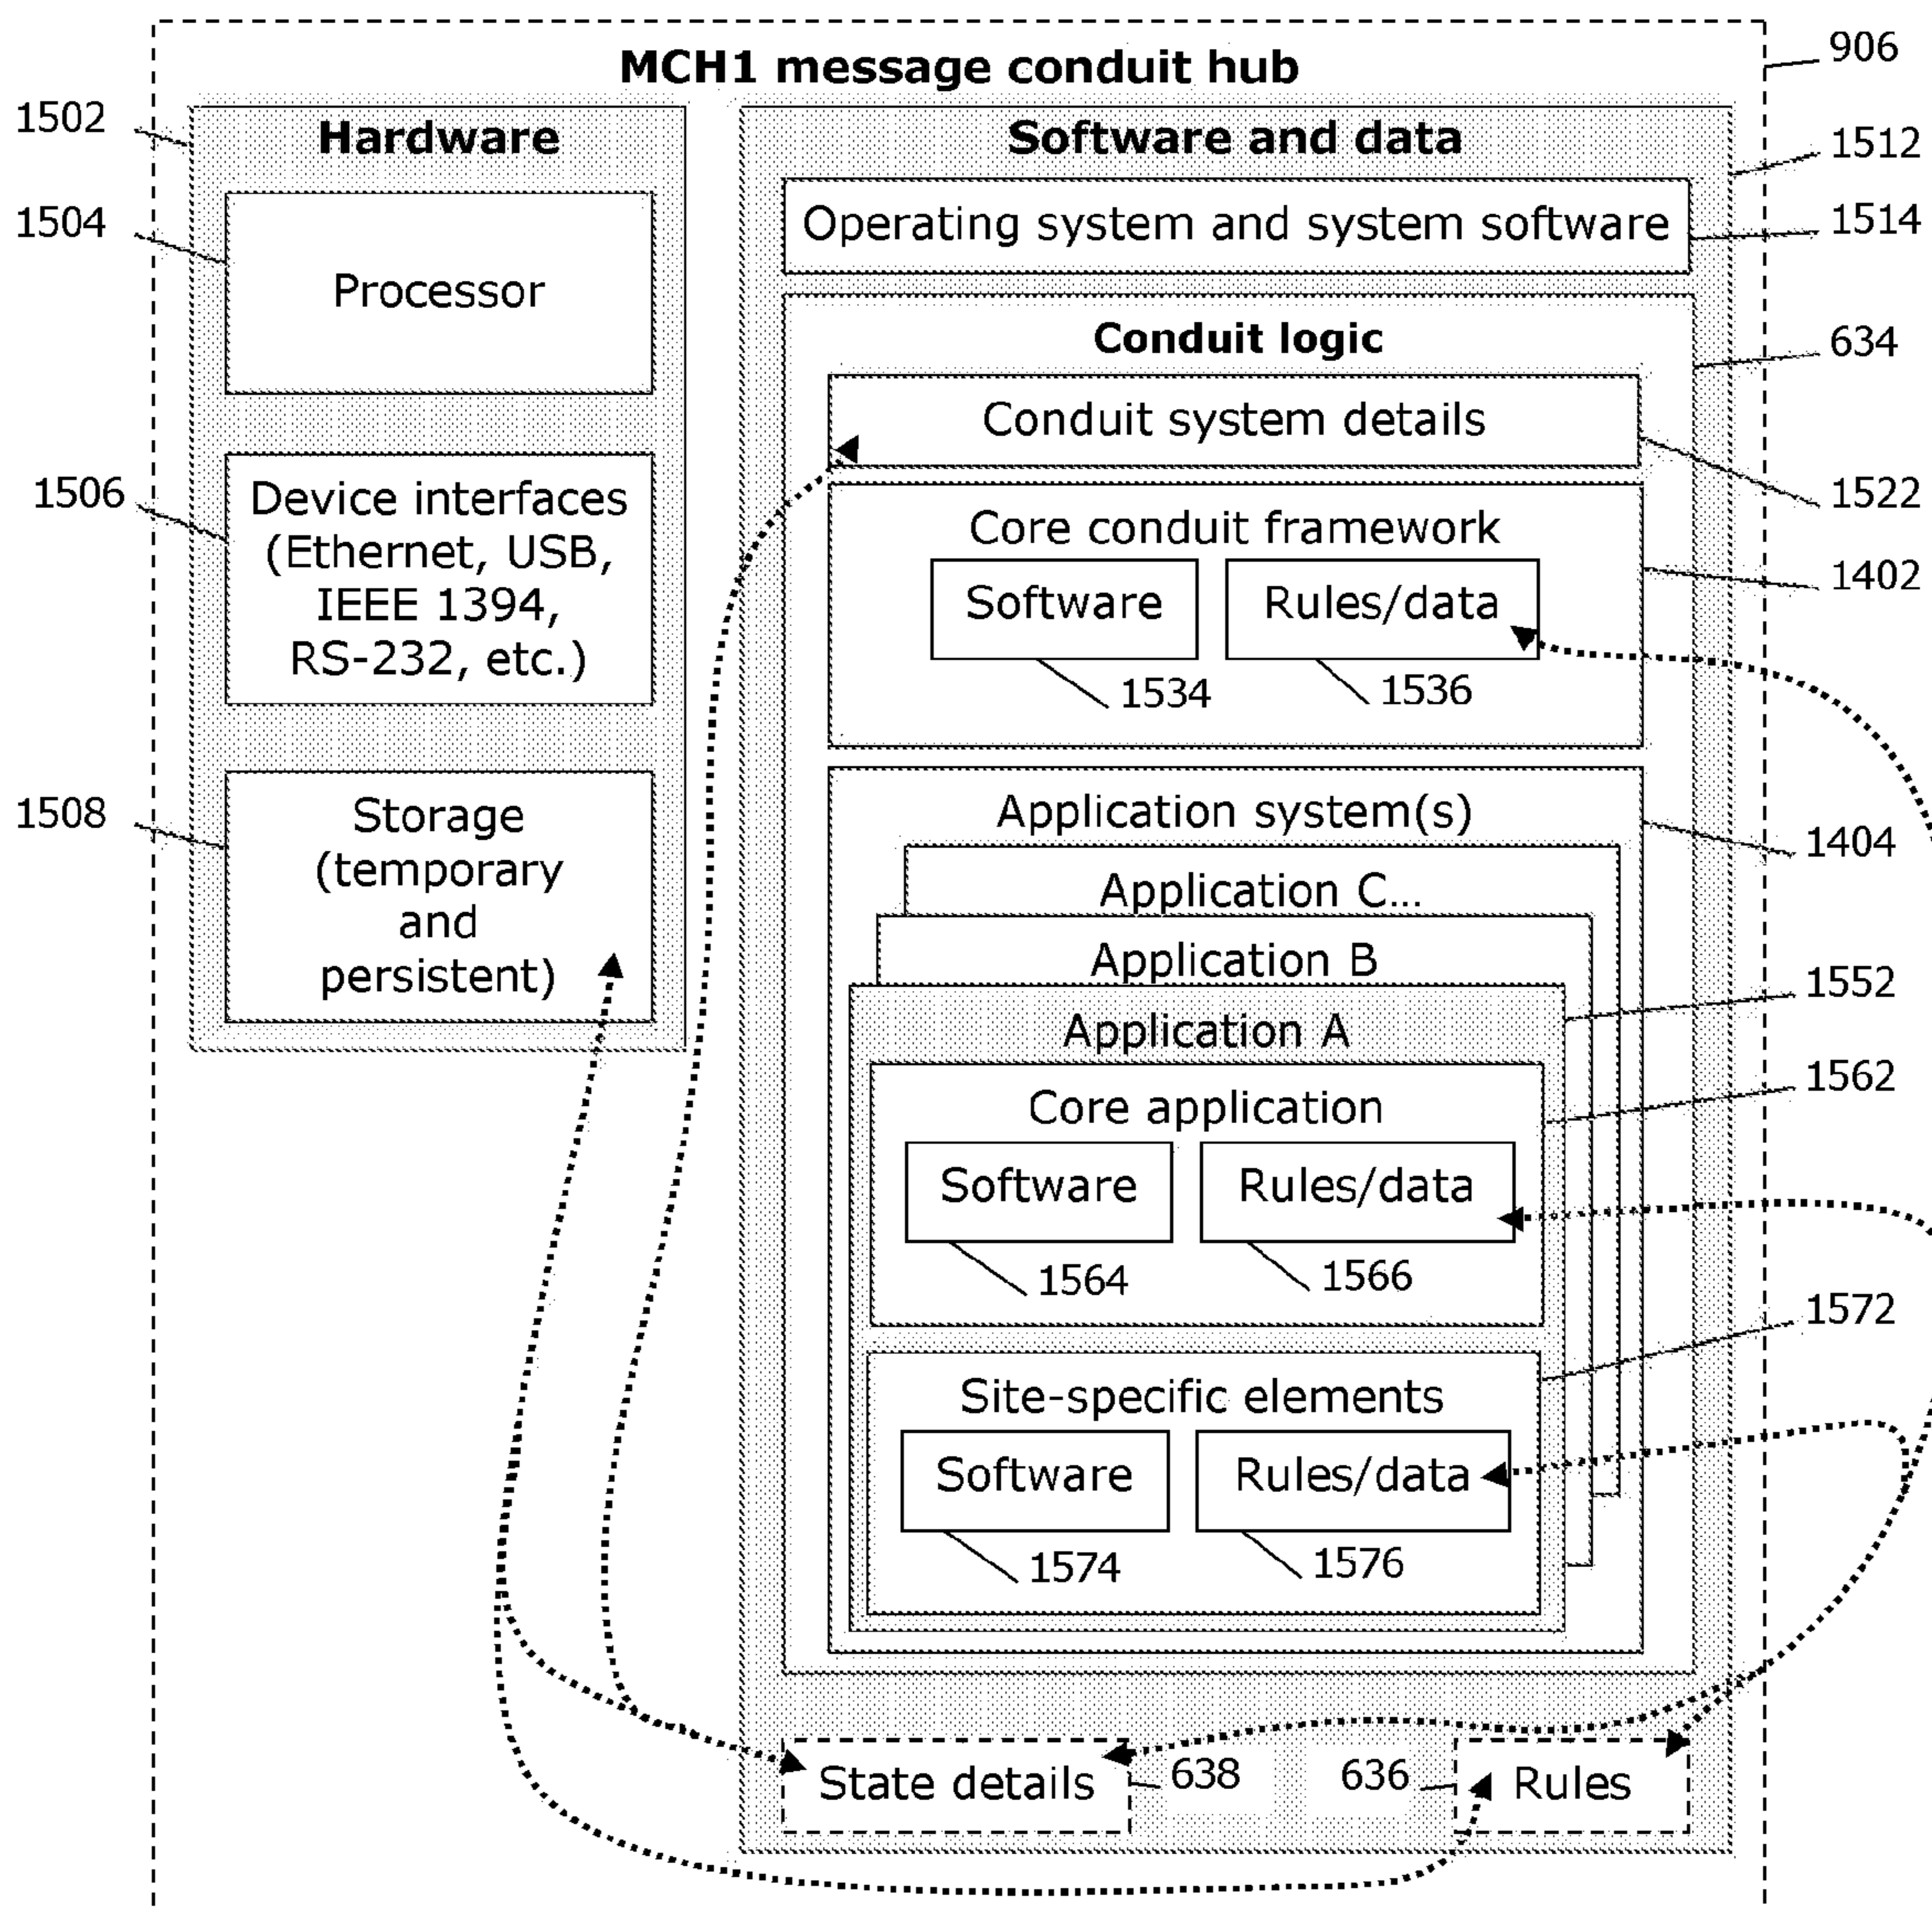 MCH1 message conduit hub
906
1502
Hardware
1504
Processor
1506
Device interfaces
(Ethernet, USB,
IEEE 1394,
RS-232, etc.)
1508
Storage
(temporary
and
persistent)
Software and data
1512
Operating system and system software
1514
Conduit logic
634
Conduit system details
1522
Core conduit framework
1402
Software
Rules/data
1534
1536
Application system(s)
1404
Application C...
Application B
Application A
1552
Core application
1562
Software
Rules/data
1564
1566
Site-specific elements
1572
Software
Rules/data
1574
1576
State details
638
636
Rules